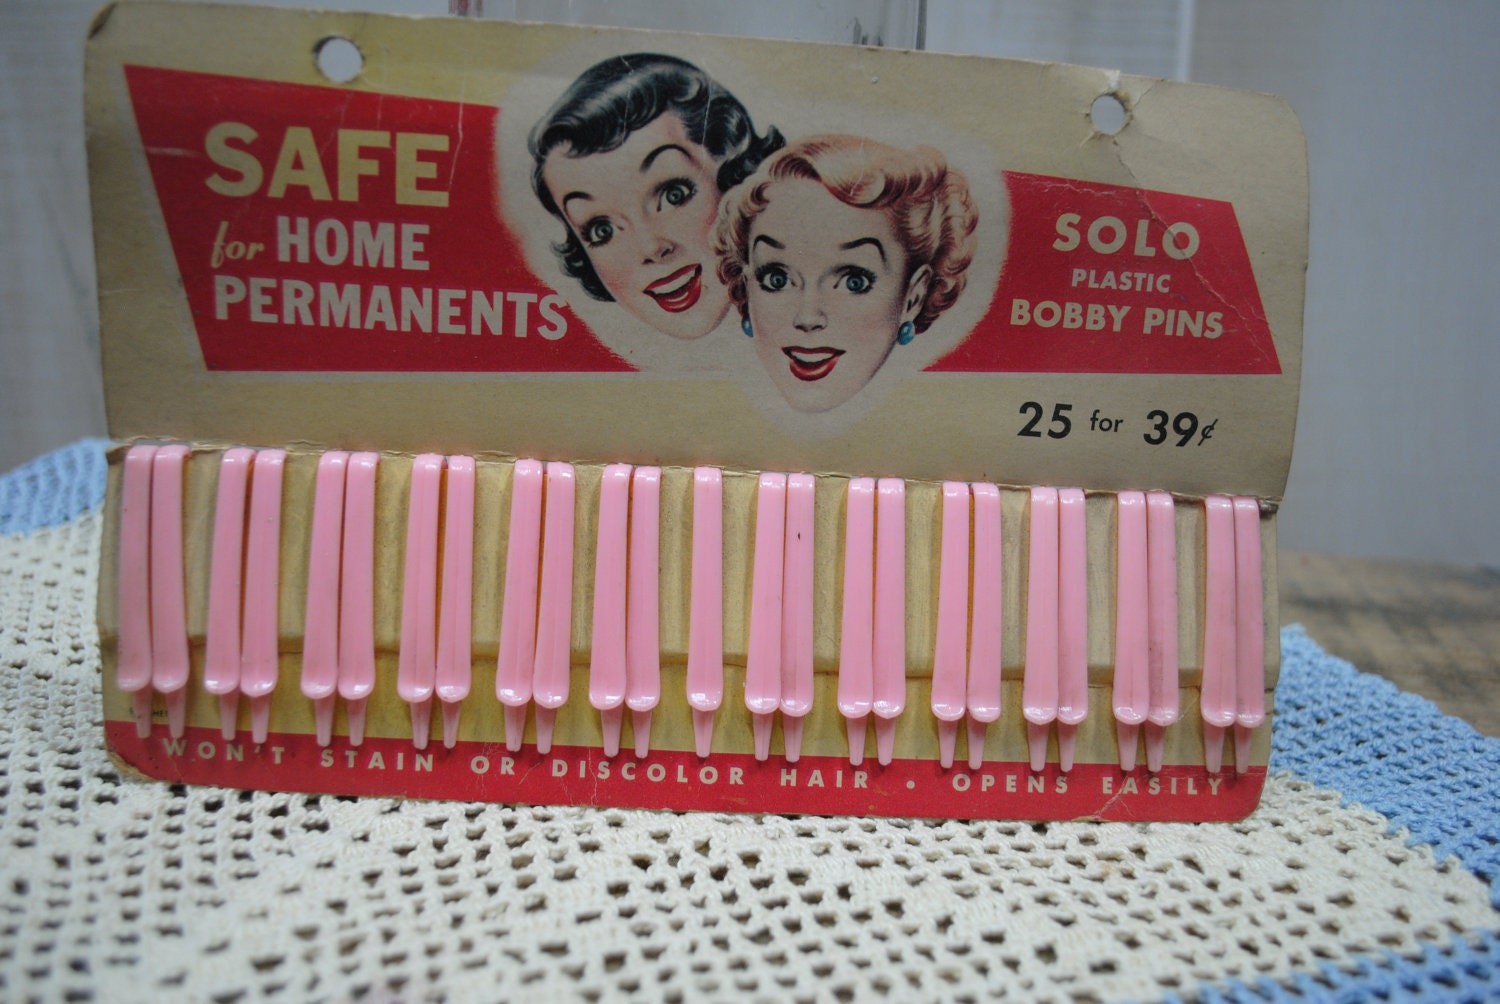 SAFE
for HOME
PERMANENTS
SOLO
PLASTIC
BOBBY PINS
25 for 39¢
WON'T STAIN OR DISCOLOR HAIR • OPENS EASILY